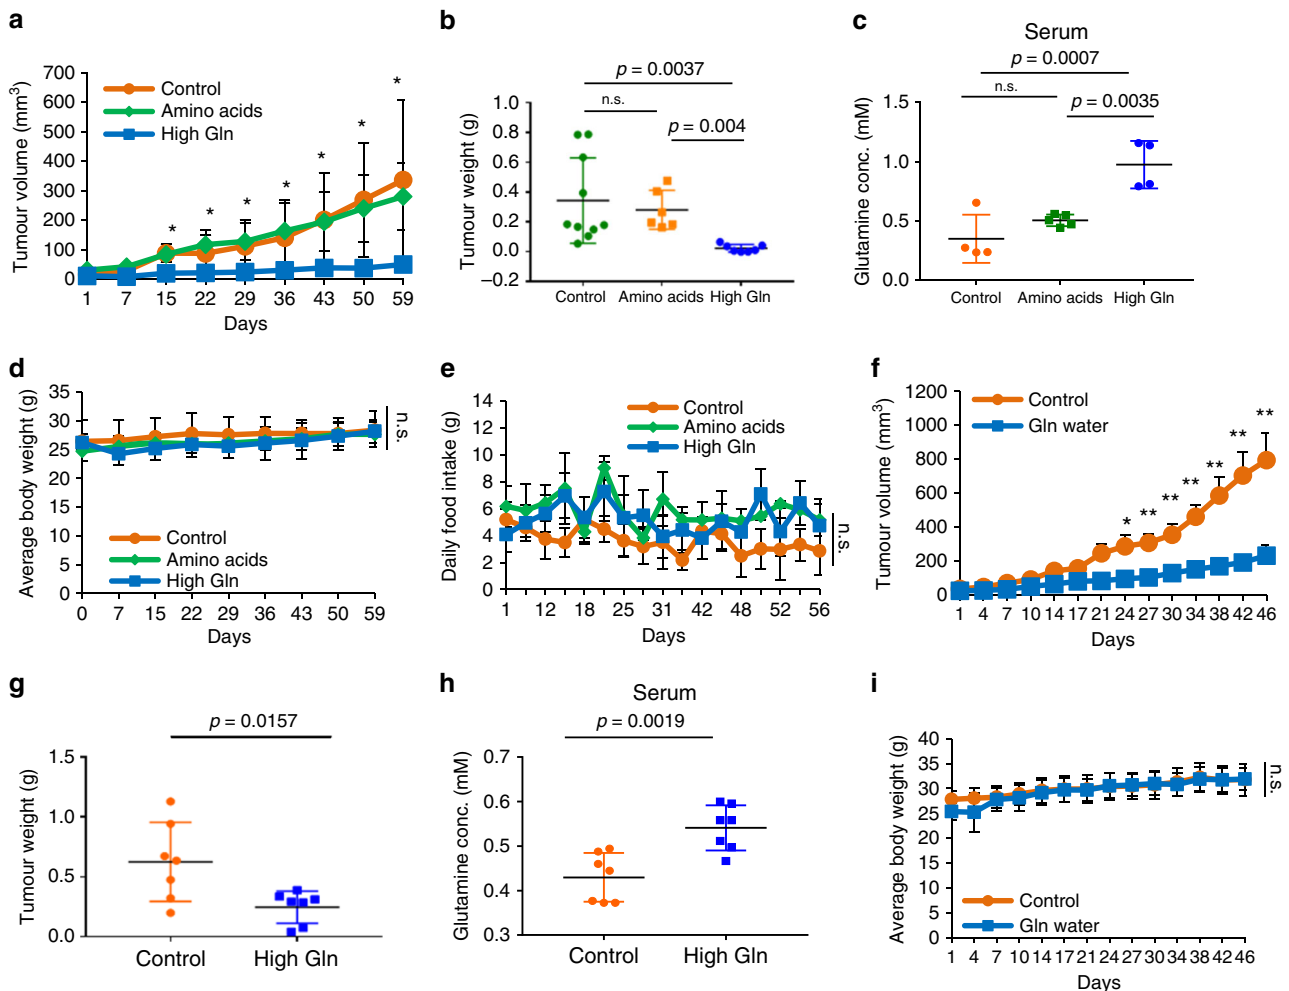 a
Tumour volume (mm³)
700
600
500
400
300
200
100
0
Control
Amino acids
High Gln
* * * * * * *
1 7 15 22 29 36 43 50 59
Days
b
p = 0.0037
n.s.
p = 0.004
Tumour weight (g)
1.0
0.8
0.6
0.4
0.2
0.0
–0.2
Control Amino acids High Gln
c
Serum
p = 0.0007
n.s.
p = 0.0035
Glutamine conc. (mM)
1.5
1.0
0.5
0.0
Control Amino acids High Gln
d
Average body weight (g)
35
30
25
20
15
10
5
0
n.s.
Control
Amino acids
High Gln
0 7 15 22 29 36 43 50 59
Days
e
Daily food intake (g)
14
12
10
8
6
4
2
0
Control
Amino acids
High Gln
n.s.
1 12 18 25 31 42 48 52 56
Days
f
Tumour volume (mm³)
1200
1000
800
600
400
200
0
Control
Gln water
* ** ** ** ** ** **
1 4 7 10 14 17 21 24 27 30 34 38 42 46
Days
g
p = 0.0157
Tumour weight (g)
1.5
1.0
0.5
0.0
Control High Gln
h
Serum
p = 0.0019
Glutamine conc. (mM)
0.7
0.6
0.5
0.4
0.3
Control High Gln
i
Average body weight (g)
40
35
30
25
20
15
10
5
0
n.s.
Control
Gln water
1 4 7 10 14 17 21 24 27 30 34 38 42 46
Days